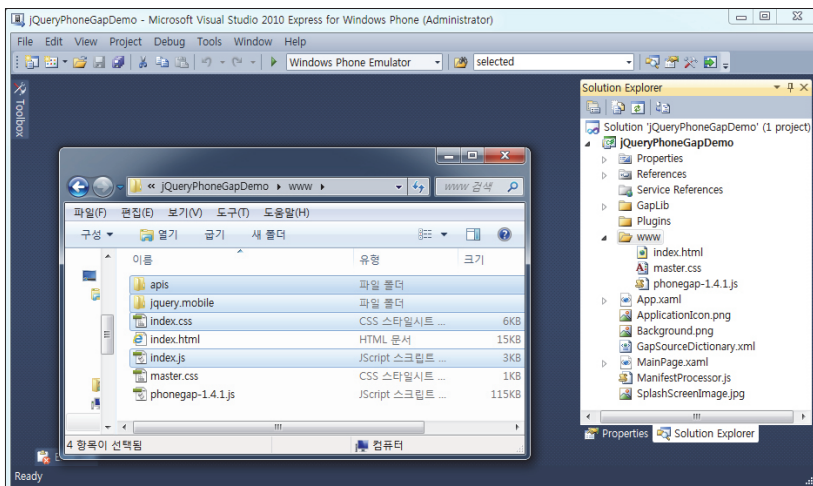 jQueryPhoneGapDemo - Microsoft Visual Studio 2010 Express for Windows Phone (Administrator)
File Edit View Project Debug Tools Window Help
Windows Phone Emulator selected
Toolbox
Solution Explorer
Solution 'jQueryPhoneGapDemo' (1 project)
jQueryPhoneGapDemo
Properties
References
Service References
GapLib
Plugins
www
index.html
master.css
phonegap-1.4.1.js
App.xaml
ApplicationIcon.png
Background.png
GapSourceDictionary.xml
MainPage.xaml
ManifestProcessor.js
SplashScreenImage.jpg
Properties Solution Explorer
« jQueryPhoneGapDemo ▸ www ▸ www 검색
파일(F) 편집(E) 보기(V) 도구(T) 도움말(H)
구성 열기 굽기 새 폴더
이름 유형 크기
apis 파일 폴더
jquery.mobile 파일 폴더
index.css CSS 스타일시트 ... 6KB
index.html HTML 문서 15KB
index.js JScript 스크립트 ... 3KB
master.css CSS 스타일시트 ... 1KB
phonegap-1.4.1.js JScript 스크립트 ... 115KB
4 항목이 선택됨 컴퓨터
Ready